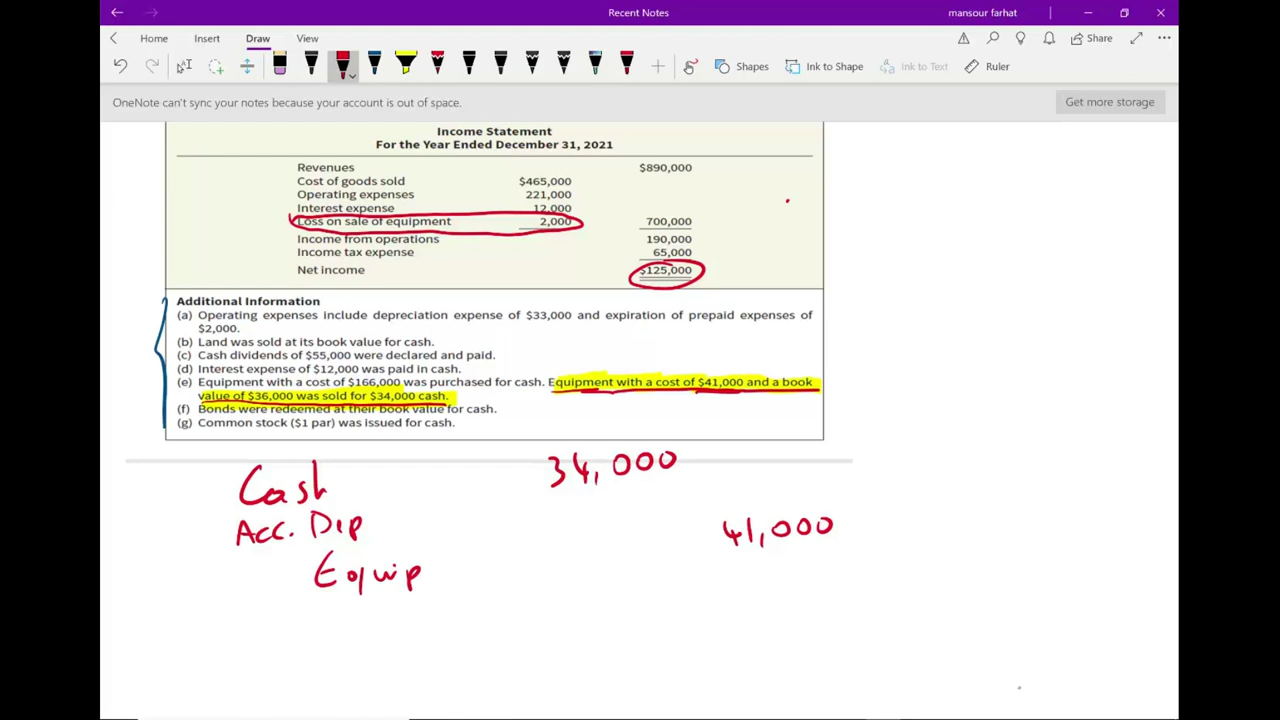 Recent Notes
mansour farhat
Home Insert Draw View
Share
Shapes
Ink to Shape
Ink to Text
Ruler
OneNote can't sync your notes because your account is out of space.
Get more storage
Income Statement
For the Year Ended December 31, 2021
Revenues $890,000
Cost of goods sold $465,000
Operating expenses 221,000
Interest expense 12,000
Loss on sale of equipment 2,000 700,000
Income from operations 190,000
Income tax expense 65,000
Net income $125,000
Additional Information
(a) Operating expenses include depreciation expense of $33,000 and expiration of prepaid expenses of
$2,000.
(b) Land was sold at its book value for cash.
(c) Cash dividends of $55,000 were declared and paid.
(d) Interest expense of $12,000 was paid in cash.
(e) Equipment with a cost of $166,000 was purchased for cash. Equipment with a cost of $41,000 and a book
value of $36,000 was sold for $34,000 cash.
(f) Bonds were redeemed at their book value for cash.
(g) Common stock ($1 par) was issued for cash.
Cash 34,000
Acc. Dep 41,000
Equip